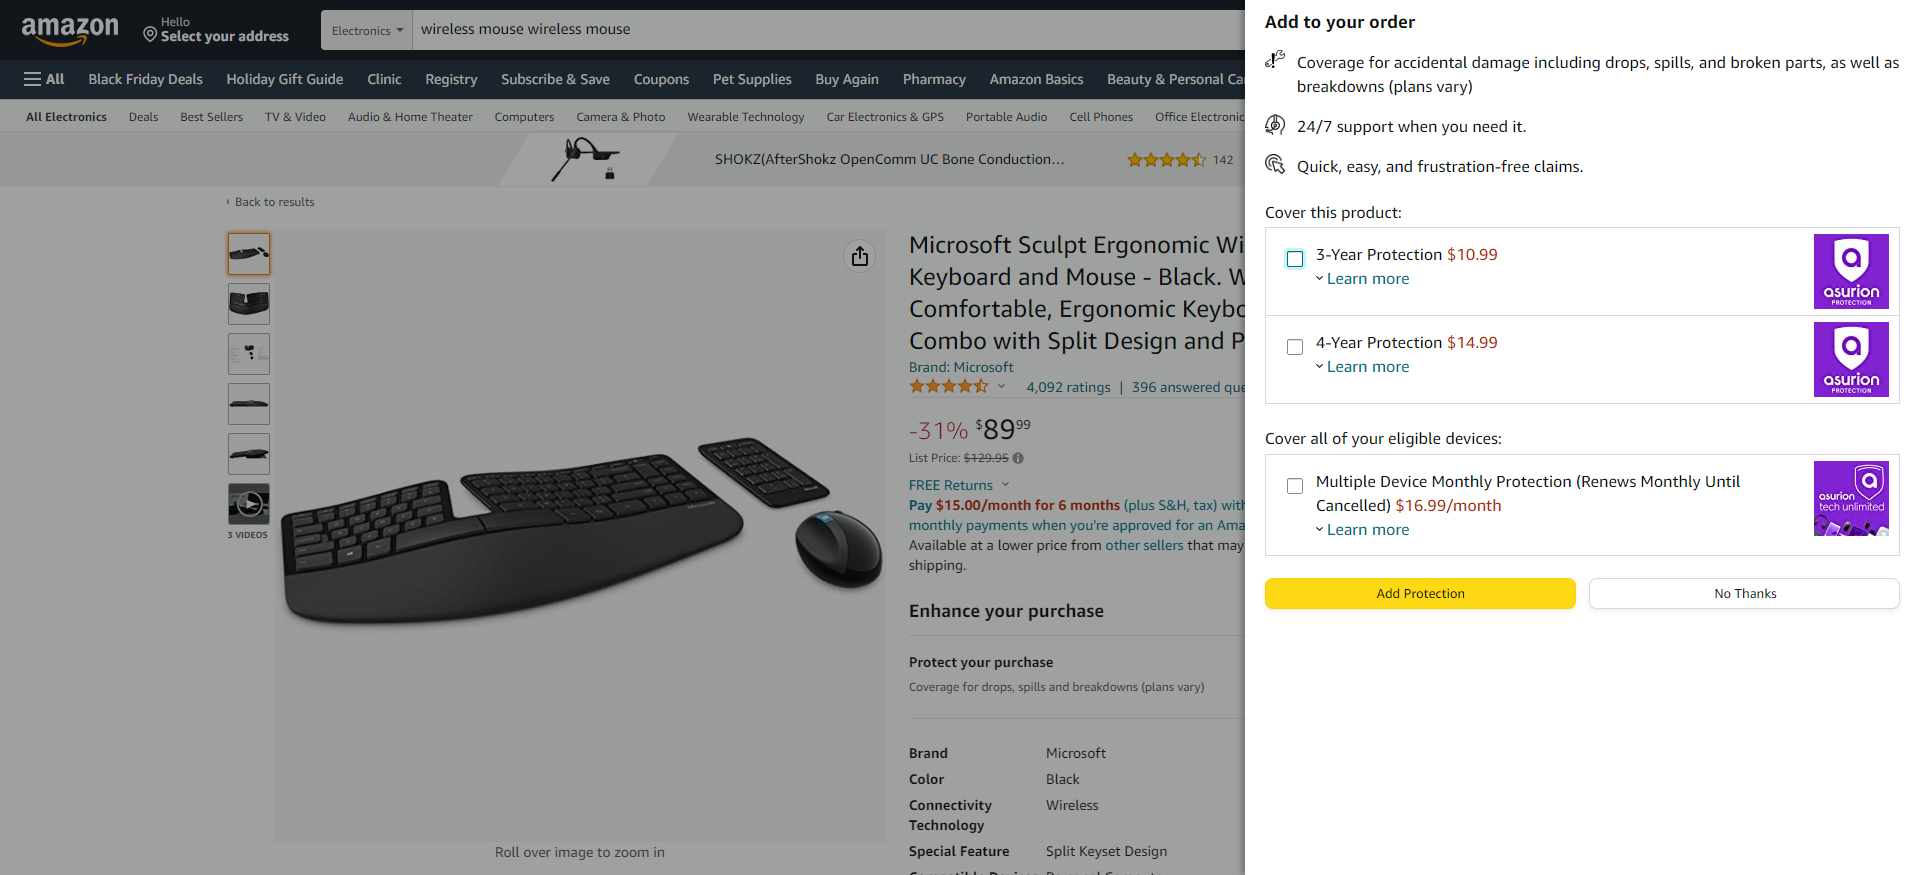 amazon
Hello
Select your address
Electronics
wireless mouse wireless mouse
All
Black Friday Deals
Holiday Gift Guide
Clinic
Registry
Subscribe & Save
Coupons
Pet Supplies
Buy Again
Pharmacy
Amazon Basics
Beauty & Personal Ca
All Electronics
Deals
Best Sellers
TV & Video
Audio & Home Theater
Computers
Camera & Photo
Wearable Technology
Car Electronics & GPS
Portable Audio
Cell Phones
Office Electronic
SHOKZ(AfterShokz OpenComm UC Bone Conduction…
142
‹ Back to results
3 VIDEOS
Roll over image to zoom in
Microsoft Sculpt Ergonomic Wi
Keyboard and Mouse - Black. W
Comfortable, Ergonomic Keybo
Combo with Split Design and P
Brand: Microsoft
4,092 ratings | 396 answered que
-31% $89 99
List Price: $129.95
FREE Returns
Pay $15.00/month for 6 months (plus S&H, tax) with
monthly payments when you're approved for an Ama
Available at a lower price from other sellers that may
shipping.
Enhance your purchase
Protect your purchase
Coverage for drops, spills and breakdowns (plans vary)
Brand Microsoft
Color Black
Connectivity Wireless
Technology
Special Feature Split Keyset Design
Add to your order
Coverage for accidental damage including drops, spills, and broken parts, as well as
breakdowns (plans vary)
24/7 support when you need it.
Quick, easy, and frustration-free claims.
Cover this product:
3-Year Protection $10.99
Learn more
asurion
PROTECTION
4-Year Protection $14.99
Learn more
asurion
PROTECTION
Cover all of your eligible devices:
Multiple Device Monthly Protection (Renews Monthly Until
Cancelled) $16.99/month
Learn more
asurion
tech unlimited
Add Protection
No Thanks